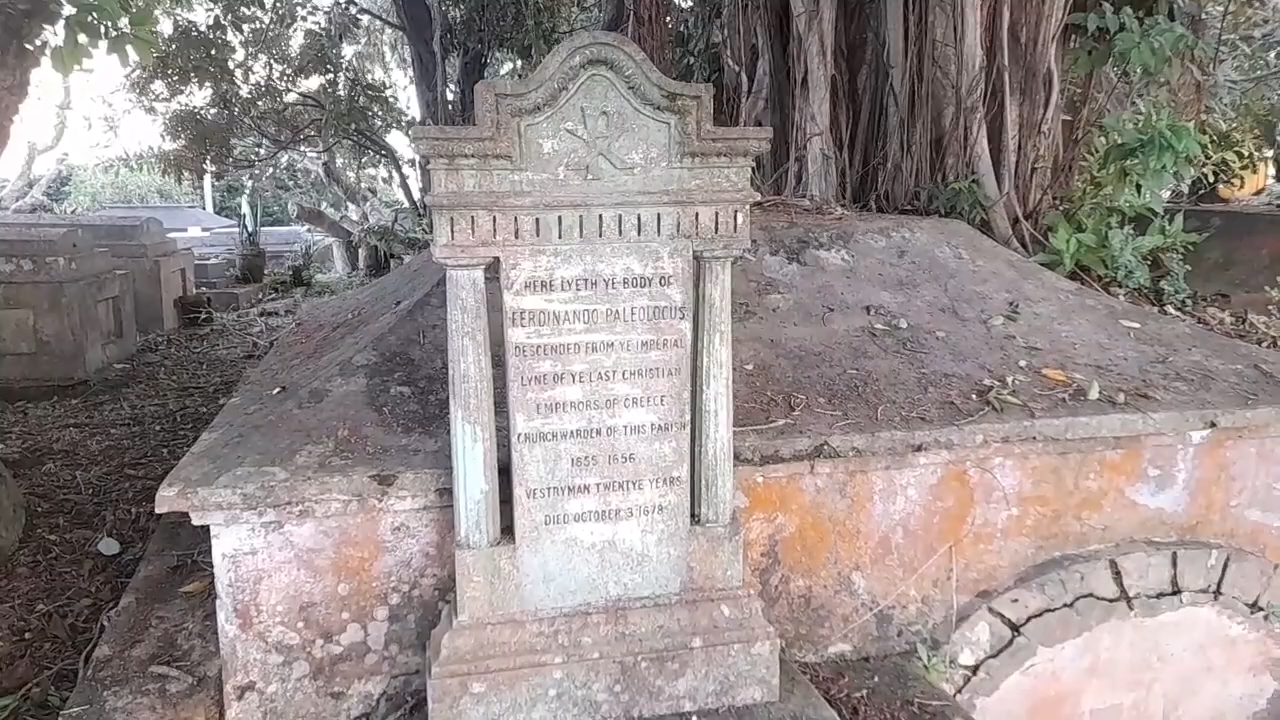 HERE LYETH YE BODY OF
FERDINANDO PALEOLOGUS
DESCENDED FROM YE IMPERIAL
LYNE OF YE LAST CHRISTIAN
EMPERORS OF GREECE
CHURCHWARDEN OF THIS PARISH
1655 1656
VESTRYMAN TWENTYE YEARS
DIED OCTOBER 3 1678